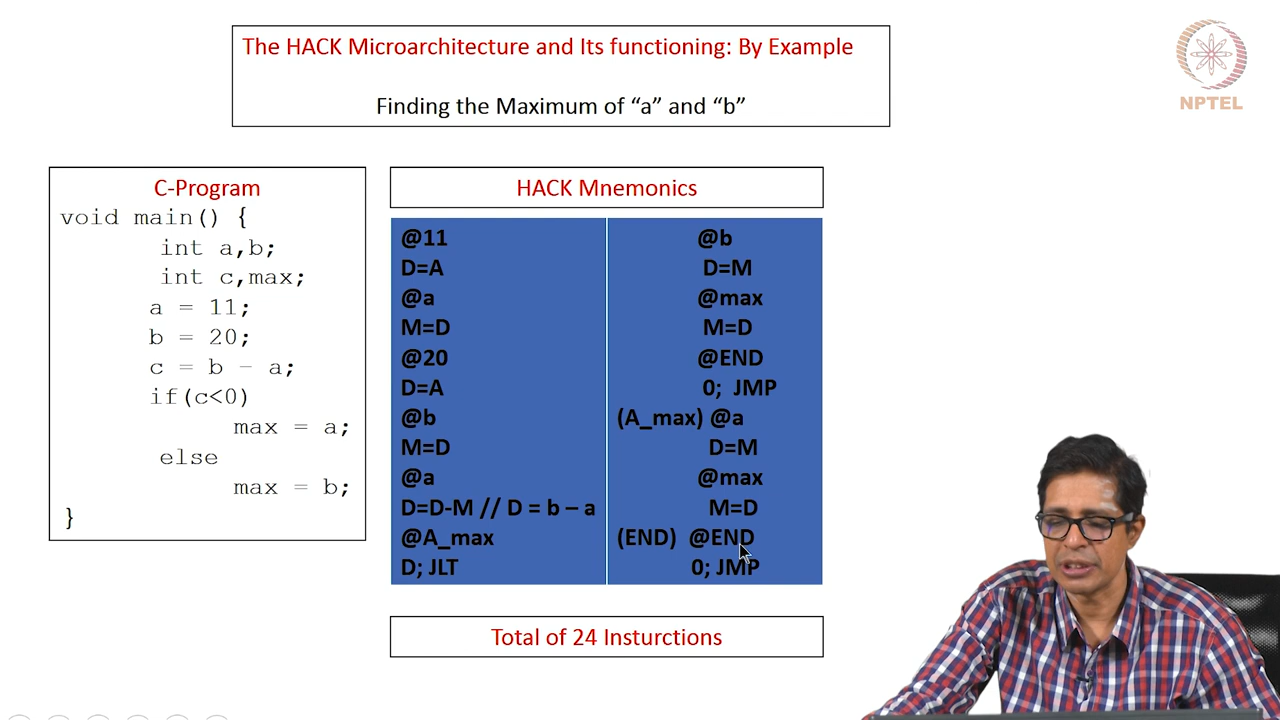 The HACK Microarchitecture and Its functioning: By Example
Finding the Maximum of “a” and “b”
NPTEL
C-Program
void main() {
int a,b;
int c,max;
a = 11;
b = 20;
c = b - a;
if(c<0)
max = a;
else
max = b;
}
HACK Mnemonics
@11
D=A
@a
M=D
@20
D=A
@b
M=D
@a
D=D-M // D = b – a
@A_max
D; JLT
@b
D=M
@max
M=D
@END
0; JMP
(A_max) @a
D=M
@max
M=D
(END) @END
0; JMP
Total of 24 Insturctions